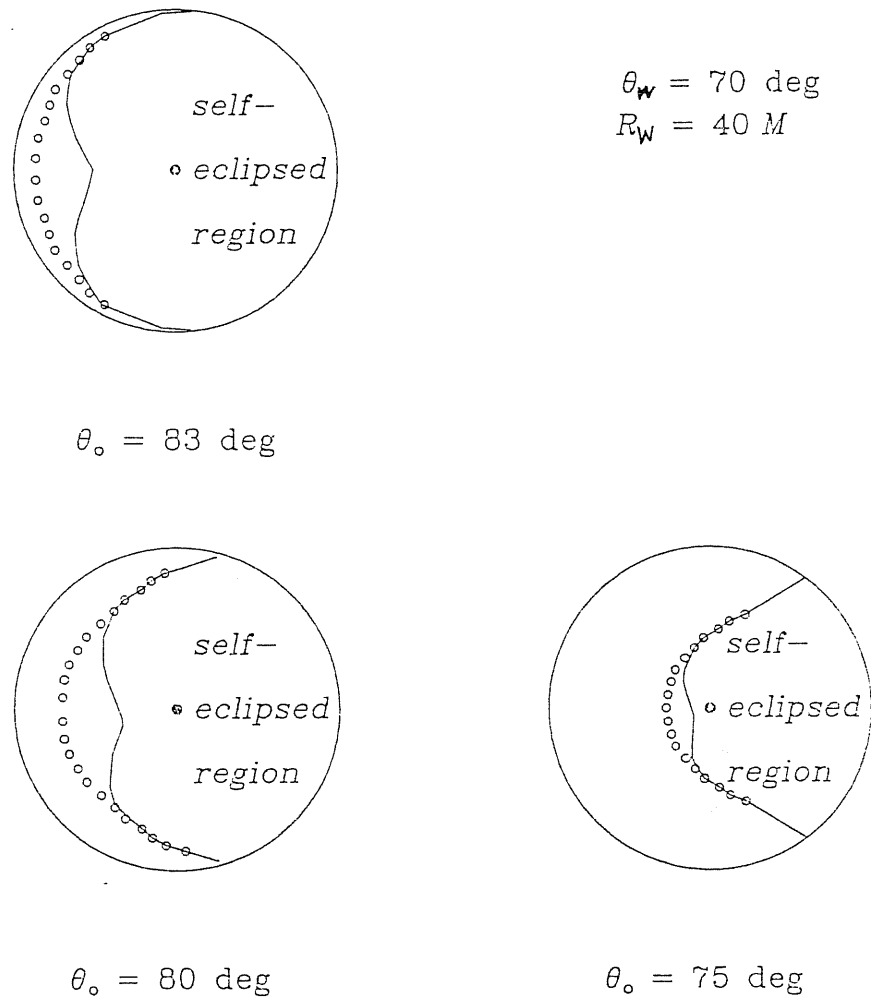 self-
eclipsed
region
θ_W = 70 deg
R_W = 40 M
θ_o = 83 deg
self-
eclipsed
region
θ_o = 80 deg
self-
eclipsed
region
θ_o = 75 deg